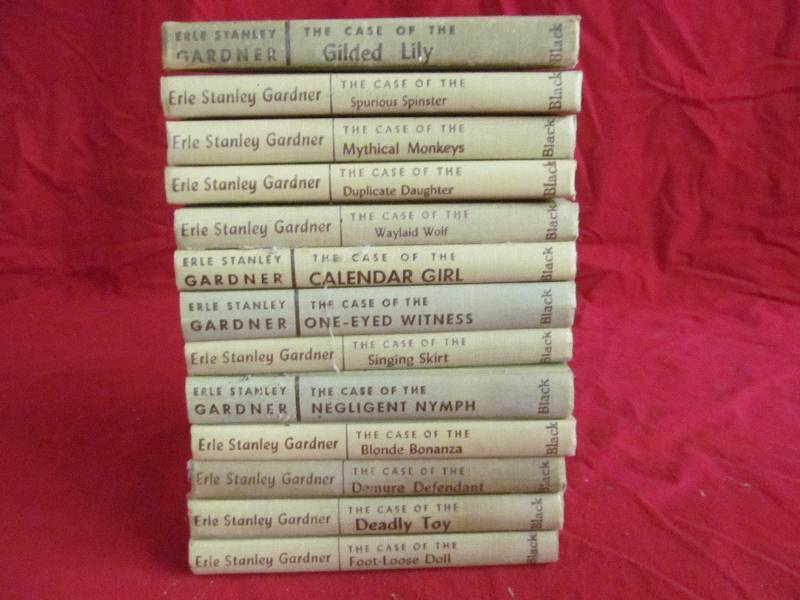 ERLE STANLEY
GARDNER
THE CASE OF THE
Gilded Lily
Black
Erle Stanley Gardner
THE CASE OF THE
Spurious Spinster
Black
Erle Stanley Gardner
THE CASE OF THE
Mythical Monkeys
Black
Erle Stanley Gardner
THE CASE OF THE
Duplicate Daughter
Black
Erle Stanley Gardner
THE CASE OF THE
Waylaid Wolf
Black
ERLE STANLEY
GARDNER
THE CASE OF THE
CALENDAR GIRL
Black
ERLE STANLEY
GARDNER
THE CASE OF THE
ONE-EYED WITNESS
Black
Erle Stanley Gardner
THE CASE OF THE
Singing Skirt
Black
ERLE STANLEY
GARDNER
THE CASE OF THE
NEGLIGENT NYMPH
Black
Erle Stanley Gardner
THE CASE OF THE
Blonde Bonanza
Black
Erle Stanley Gardner
THE CASE OF THE
Demure Defendant
Black
Erle Stanley Gardner
THE CASE OF THE
Deadly Toy
Black
Erle Stanley Gardner
THE CASE OF THE
Foot-Loose Doll
Black